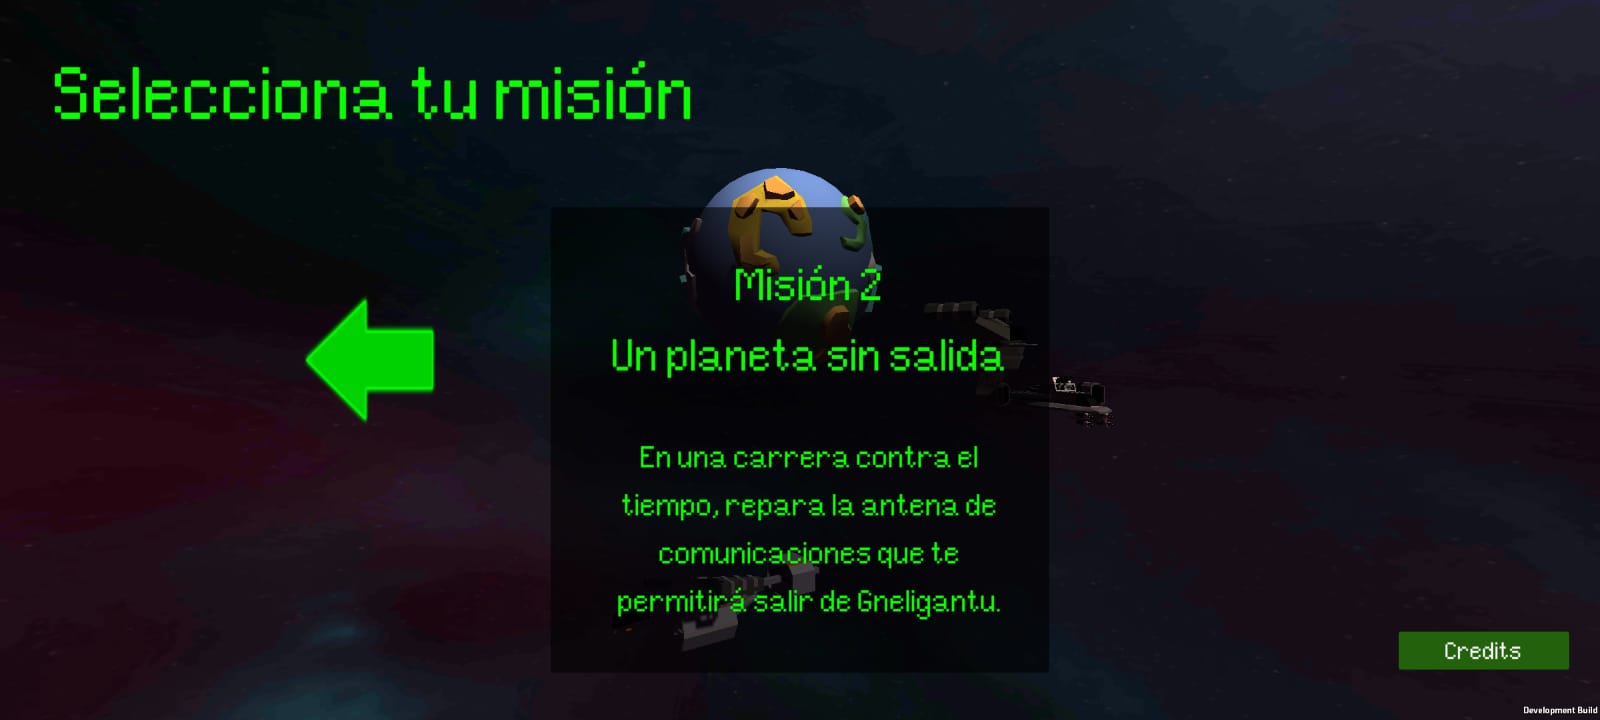 Selecciona tu misión
Misión 2
Un planeta sin salida
En una carrera contra el
tiempo, repara la antena de
comunicaciones que te
permitirá salir de Gneligantu.
Credits
Development Build